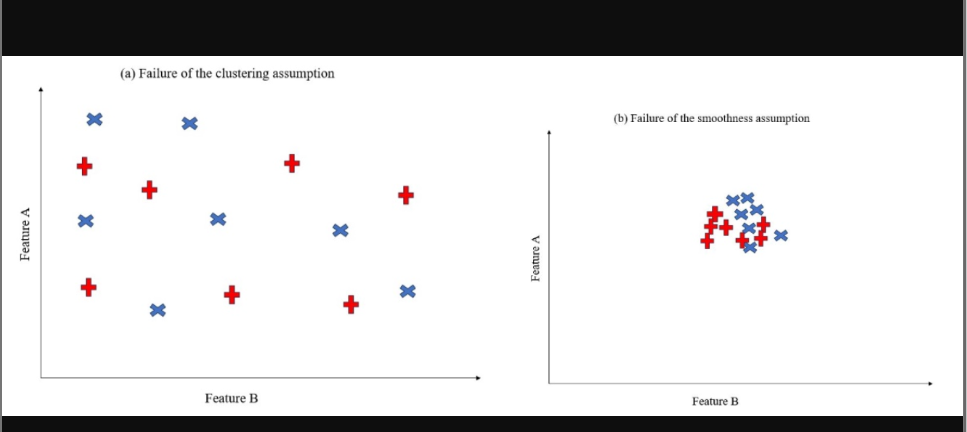 (a) Failure of the clustering assumption
Feature A
Feature B
(b) Failure of the smoothness assumption
Feature A
Feature B